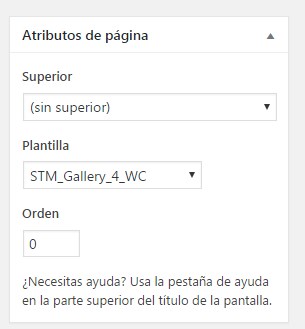 Atributos de página
Superior
(sin superior)
Plantilla
STM_Gallery_4_WC
Orden
0
¿Necesitas ayuda? Usa la pestaña de ayuda
en la parte superior del título de la pantalla.